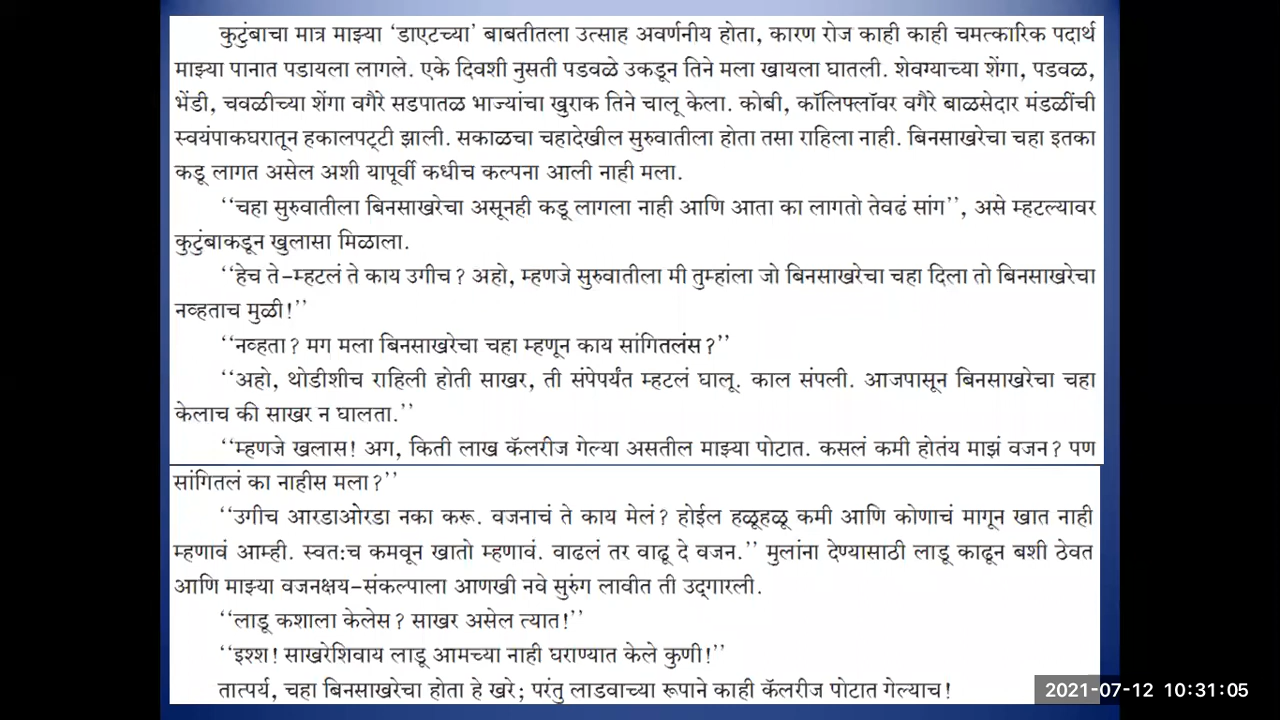 कुटुंबाचा मात्र माझ्या ‘डाएटच्या’ बाबतीतला उत्साह अवर्णनीय होता, कारण रोज काही काही चमत्कारिक पदार्थ
माझ्या पानात पडायला लागले. एके दिवशी नुसती पडवळे उकडून तिने मला खायला घातली. शेवग्याच्या शेंगा, पडवळ,
भेंडी, चवळीच्या शेंगा वगैरे सडपातळ भाज्यांचा खुराक तिने चालू केला. कोबी, कॉलिफ्लॉवर वगैरे बाळसेदार मंडळींची
स्वयंपाकघरातून हकालपट्टी झाली. सकाळचा चहादेखील सुरुवातीला होता तसा राहिला नाही. बिनसाखरेचा चहा इतका
कडू लागत असेल अशी यापूर्वी कधीच कल्पना आली नाही मला.
‘‘चहा सुरुवातीला बिनसाखरेचा असूनही कडू लागला नाही आणि आता का लागतो तेवढं सांग’’, असे म्हटल्यावर
कुटुंबाकडून खुलासा मिळाला.
‘‘हेच ते-म्हटलं ते काय उगीच? अहो, म्हणजे सुरुवातीला मी तुम्हांला जो बिनसाखरेचा चहा दिला तो बिनसाखरेचा
नव्हताच मुळी!’’
‘‘नव्हता? मग मला बिनसाखरेचा चहा म्हणून काय सांगितलंस?’’
‘‘अहो, थोडीशीच राहिली होती साखर, ती संपेपर्यंत म्हटलं घालू. काल संपली. आजपासून बिनसाखरेचा चहा
केलाच की साखर न घालता.’’
‘‘म्हणजे खलास! अग, किती लाख कॅलरीज गेल्या असतील माझ्या पोटात. कसलं कमी होतंय माझं वजन? पण
सांगितलं का नाहीस मला?’’
‘‘उगीच आरडाओरडा नका करू. वजनाचं ते काय मेलं? होईल हळूहळू कमी आणि कोणाचं मागून खात नाही
म्हणावं आम्ही. स्वत:च कमवून खातो म्हणावं. वाढलं तर वाढू दे वजन.’’ मुलांना देण्यासाठी लाडू काढून बशी ठेवत
आणि माझ्या वजनक्षय-संकल्पाला आणखी नवे सुरुंग लावीत ती उद्गारली.
‘‘लाडू कशाला केलेस? साखर असेल त्यात!’’
‘‘इश्श! साखरेशिवाय लाडू आमच्या नाही घराण्यात केले कुणी!’’
तात्पर्य, चहा बिनसाखरेचा होता हे खरे; परंतु लाडवाच्या रूपाने काही कॅलरीज पोटात गेल्याच!
2021-07-12 10:31:05